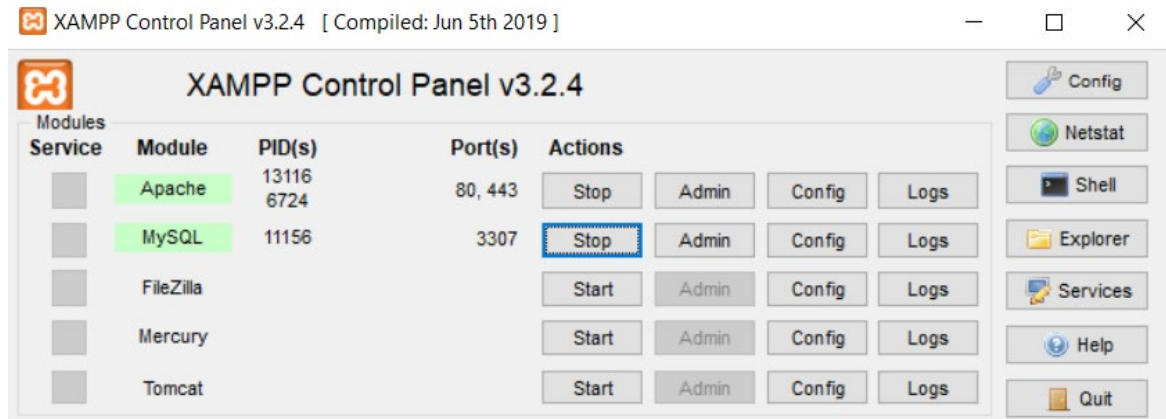 XAMPP Control Panel v3.2.4 [ Compiled: Jun 5th 2019 ]
XAMPP Control Panel v3.2.4
Config
Modules
Service Module PID(s) Port(s) Actions
Netstat
Apache 13116 6724 80, 443 Stop Admin Config Logs
Shell
MySQL 11156 3307 Stop Admin Config Logs
Explorer
FileZilla Start Admin Config Logs
Services
Mercury Start Admin Config Logs
Help
Tomcat Start Admin Config Logs
Quit